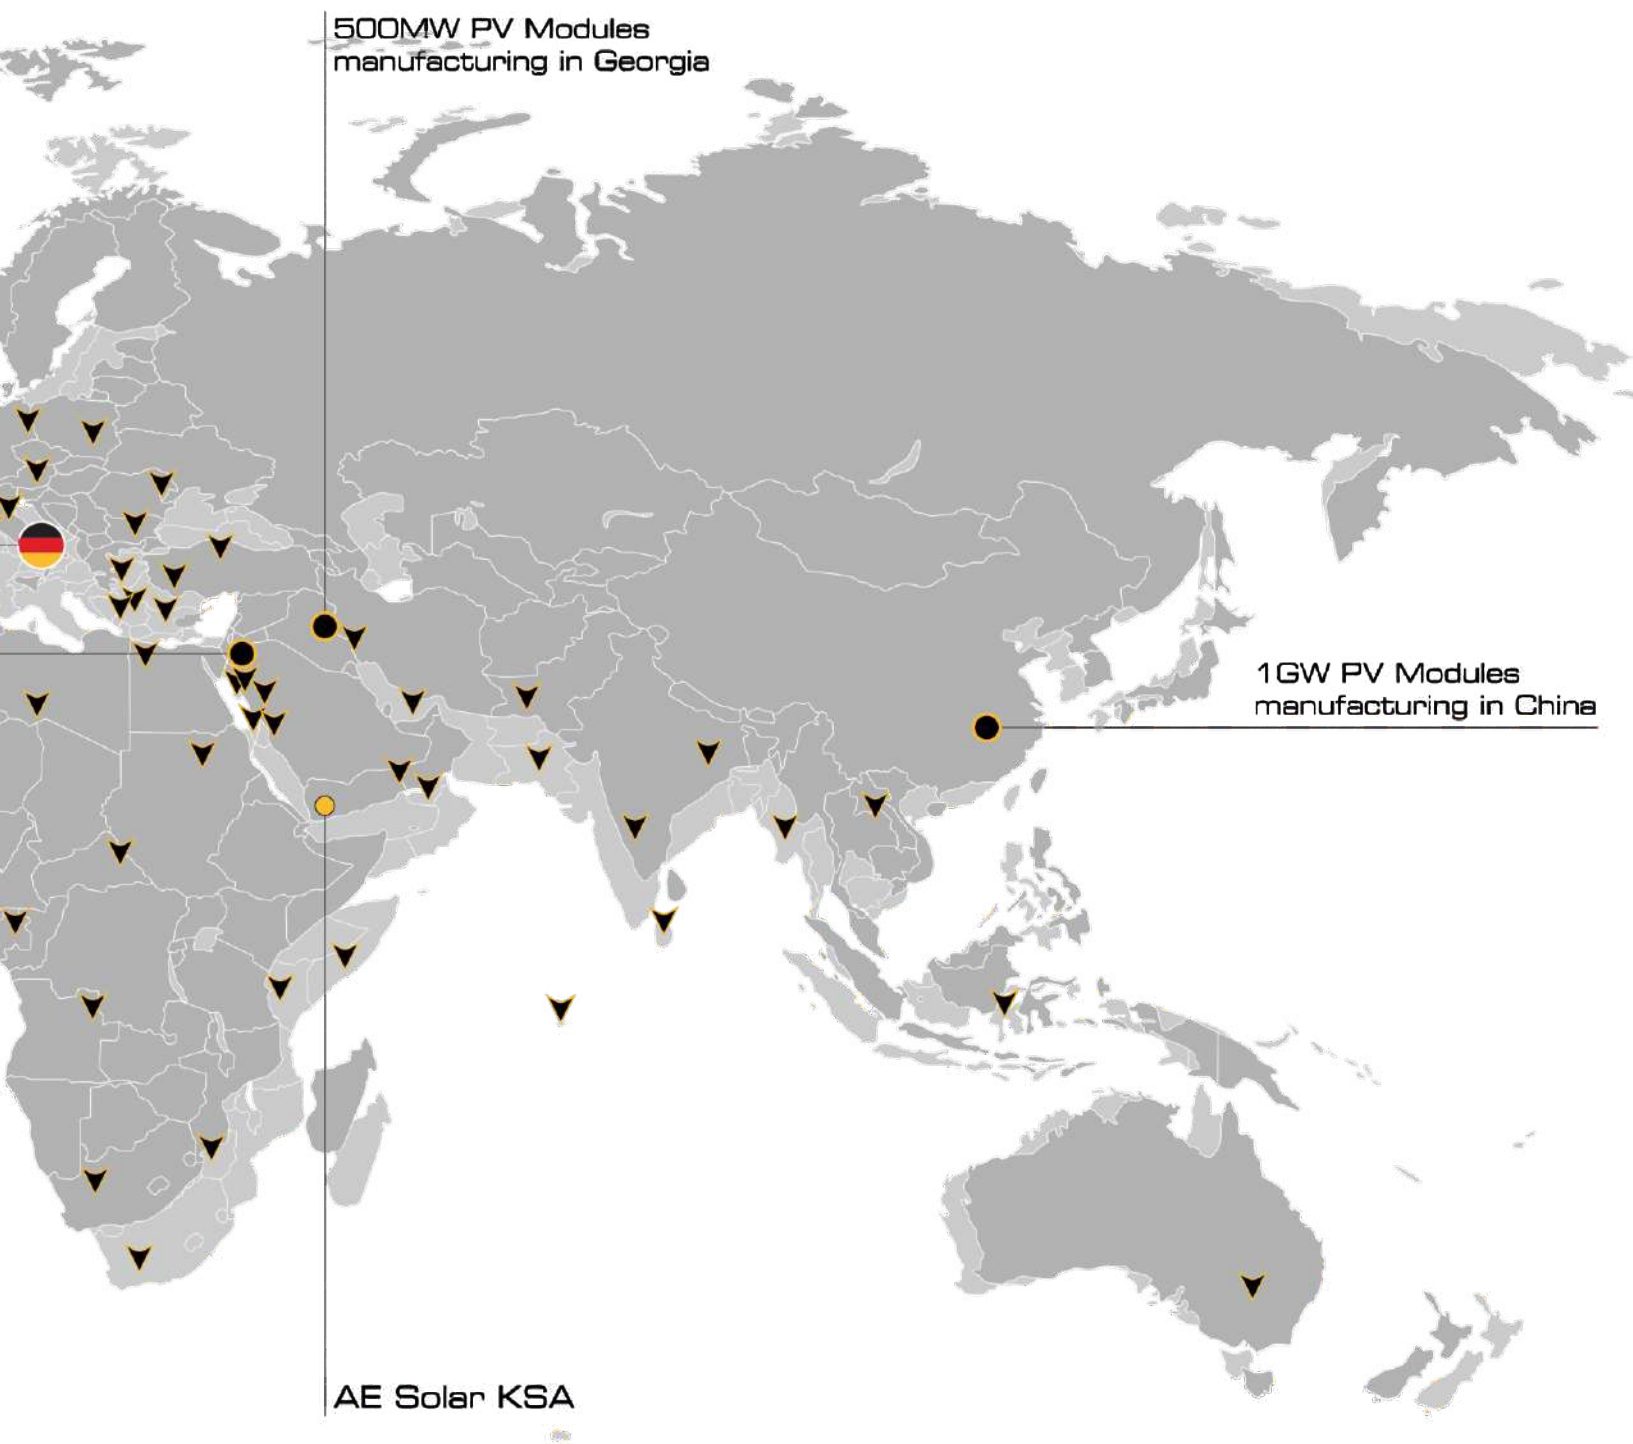 500MW PV Modules
manufacturing in Georgia
1GW PV Modules
manufacturing in China
AE Solar KSA